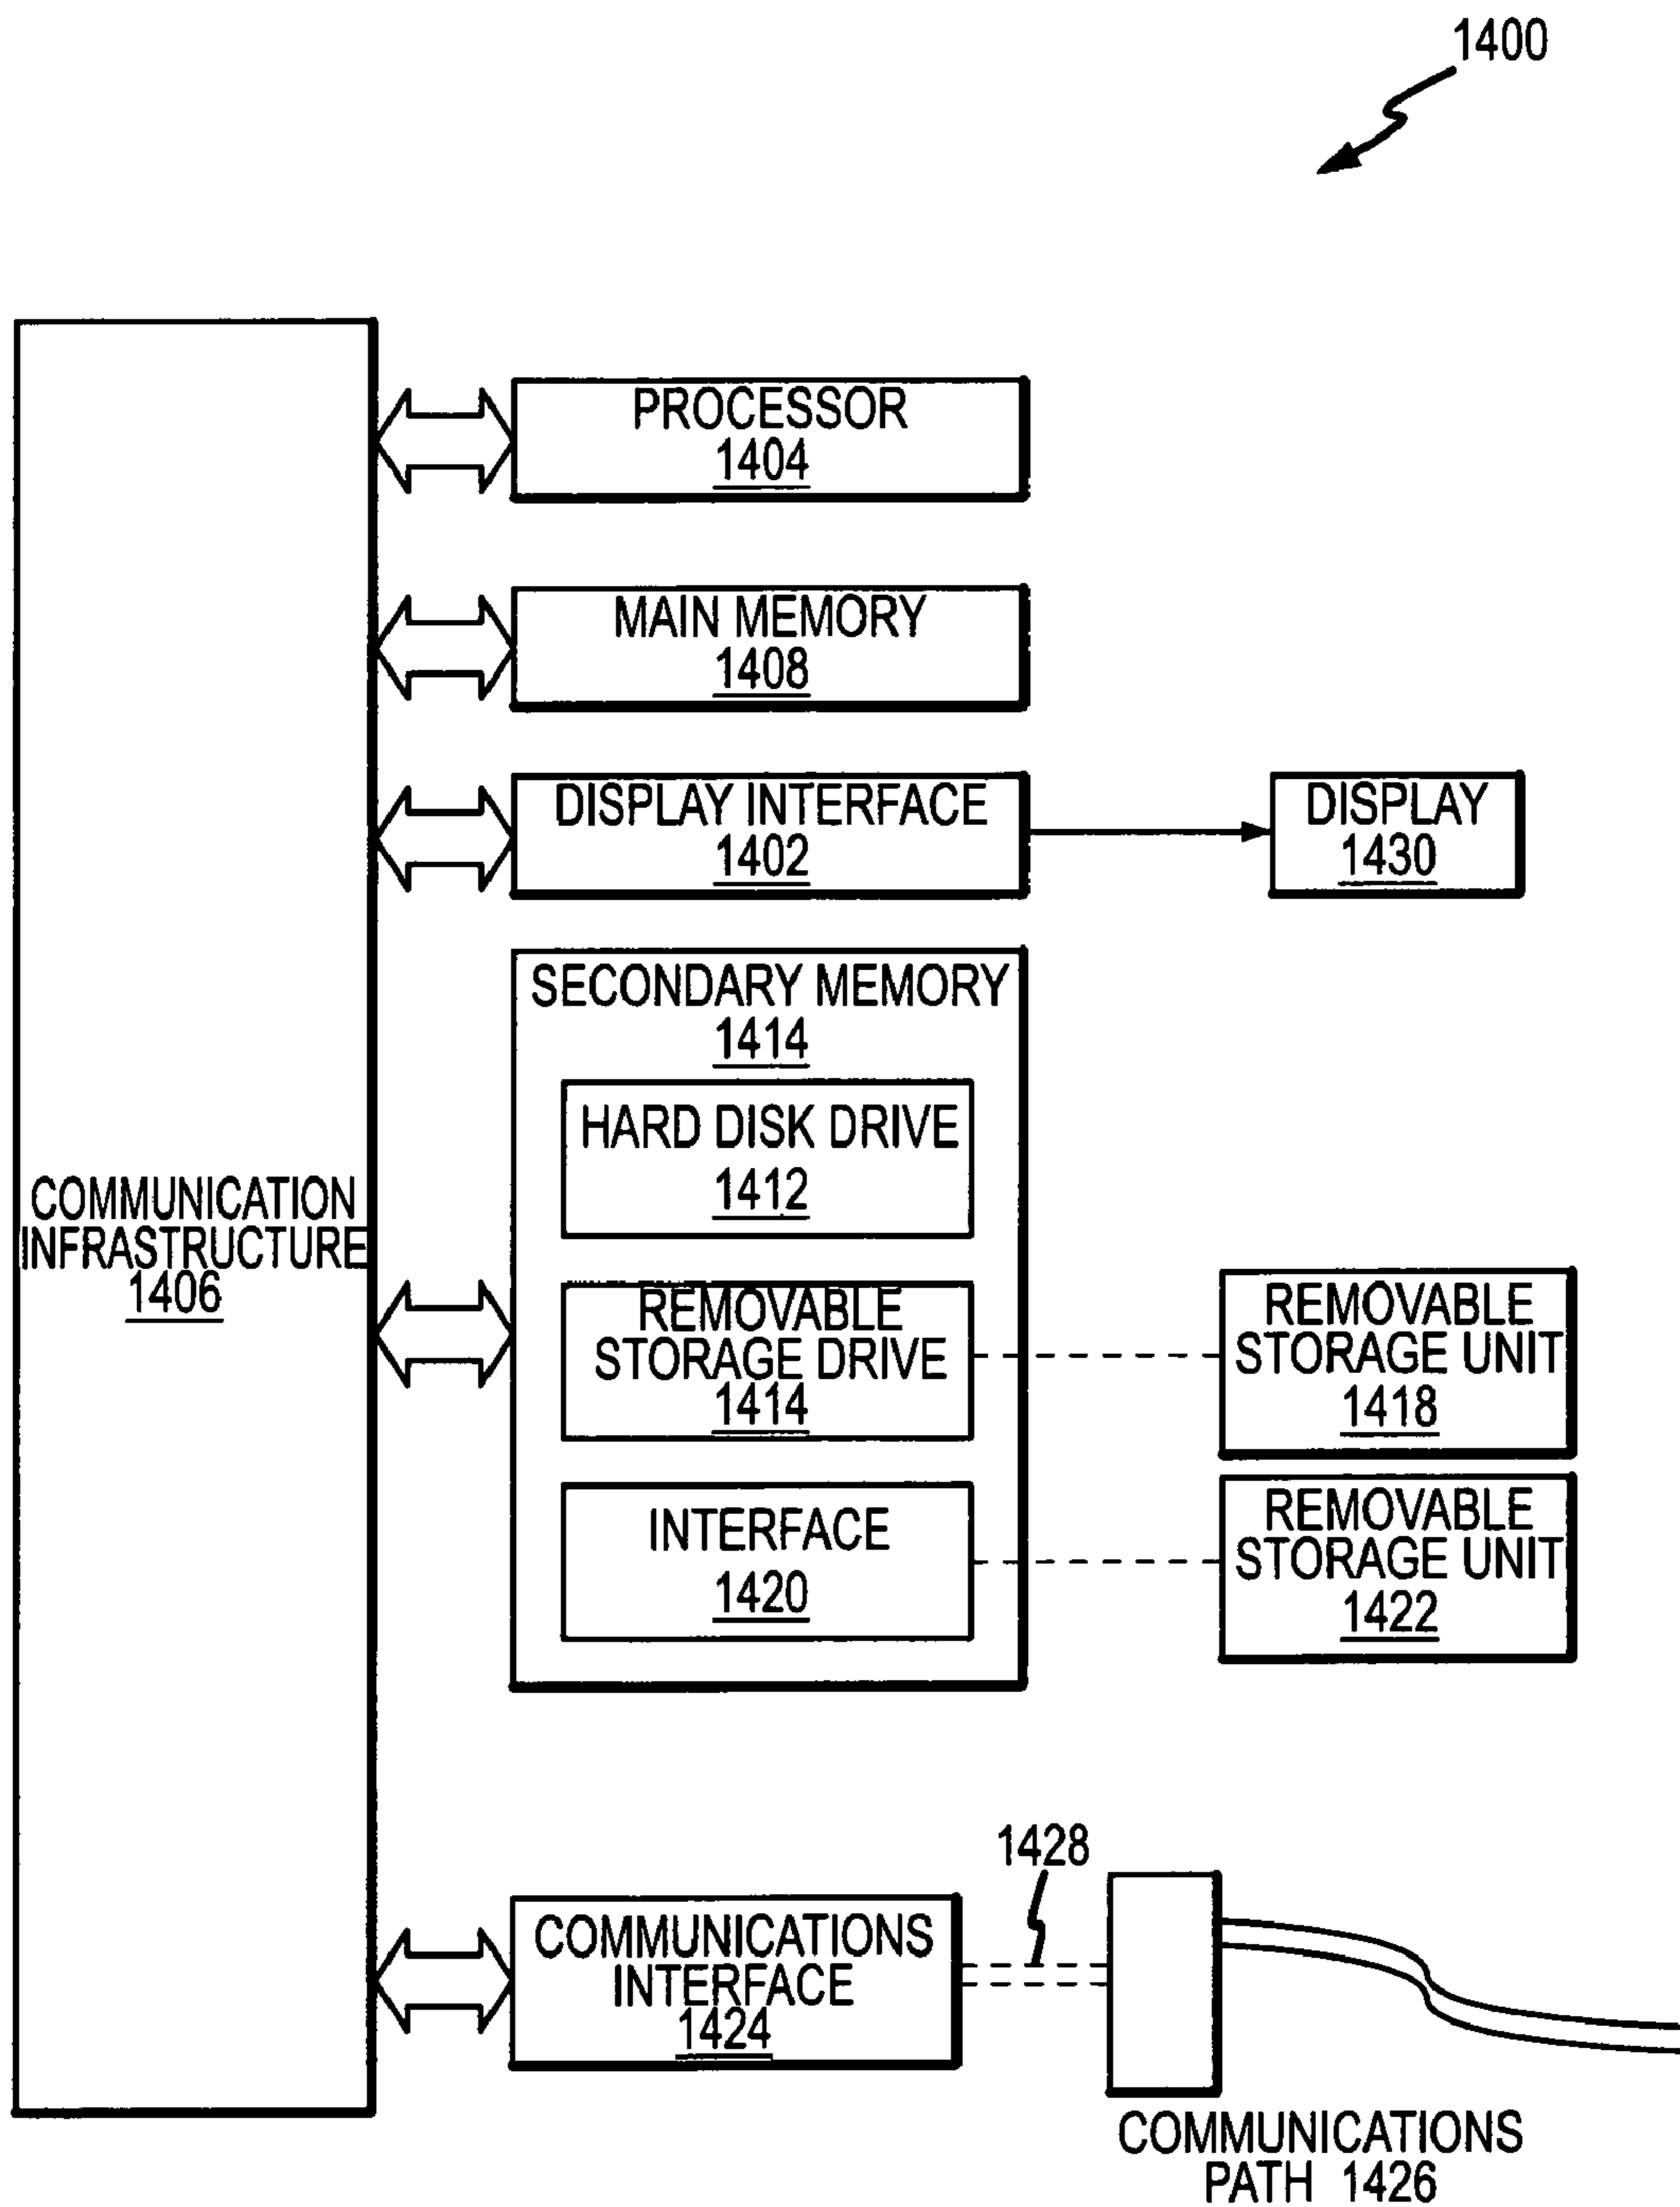 1400
PROCESSOR
1404
MAIN MEMORY
1408
DISPLAY INTERFACE
1402
DISPLAY
1430
SECONDARY MEMORY
1414
HARD DISK DRIVE
1412
COMMUNICATION
INFRASTRUCTURE
1406
REMOVABLE
STORAGE DRIVE
1414
REMOVABLE
STORAGE UNIT
1418
INTERFACE
1420
REMOVABLE
STORAGE UNIT
1422
1428
COMMUNICATIONS
INTERFACE
1424
COMMUNICATIONS
PATH 1426